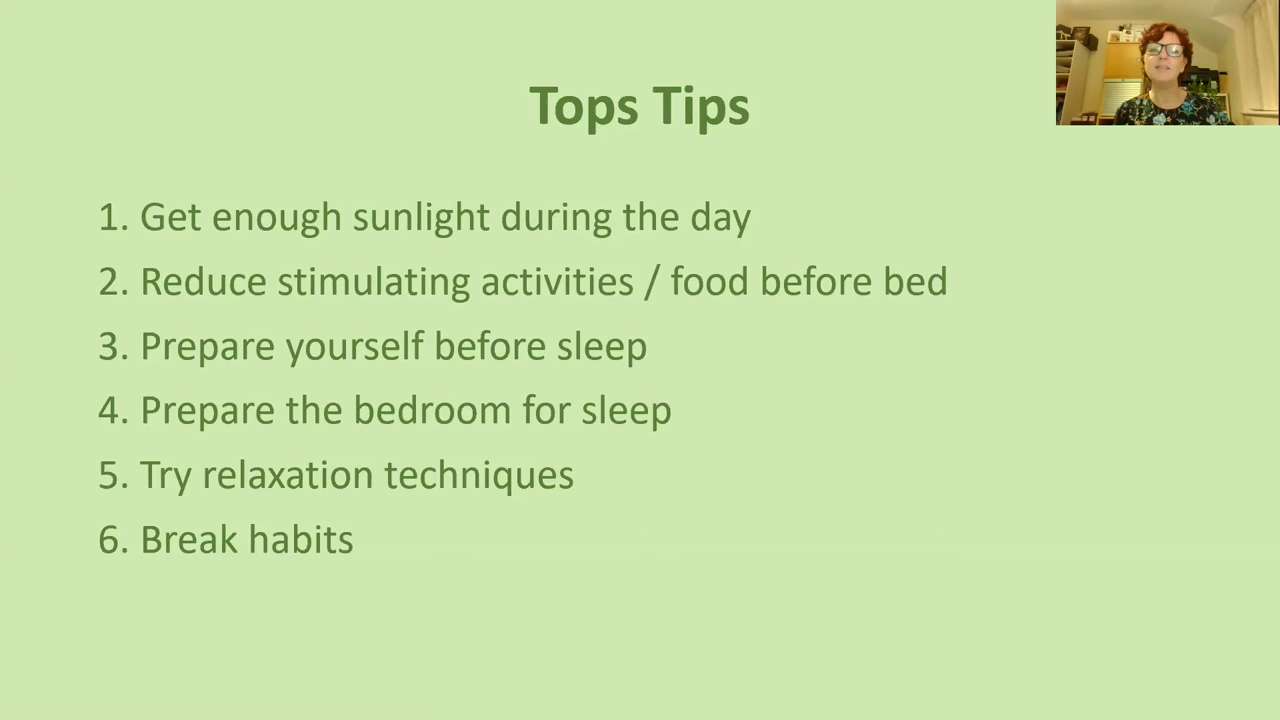 Tops Tips
1. Get enough sunlight during the day
2. Reduce stimulating activities / food before bed
3. Prepare yourself before sleep
4. Prepare the bedroom for sleep
5. Try relaxation techniques
6. Break habits